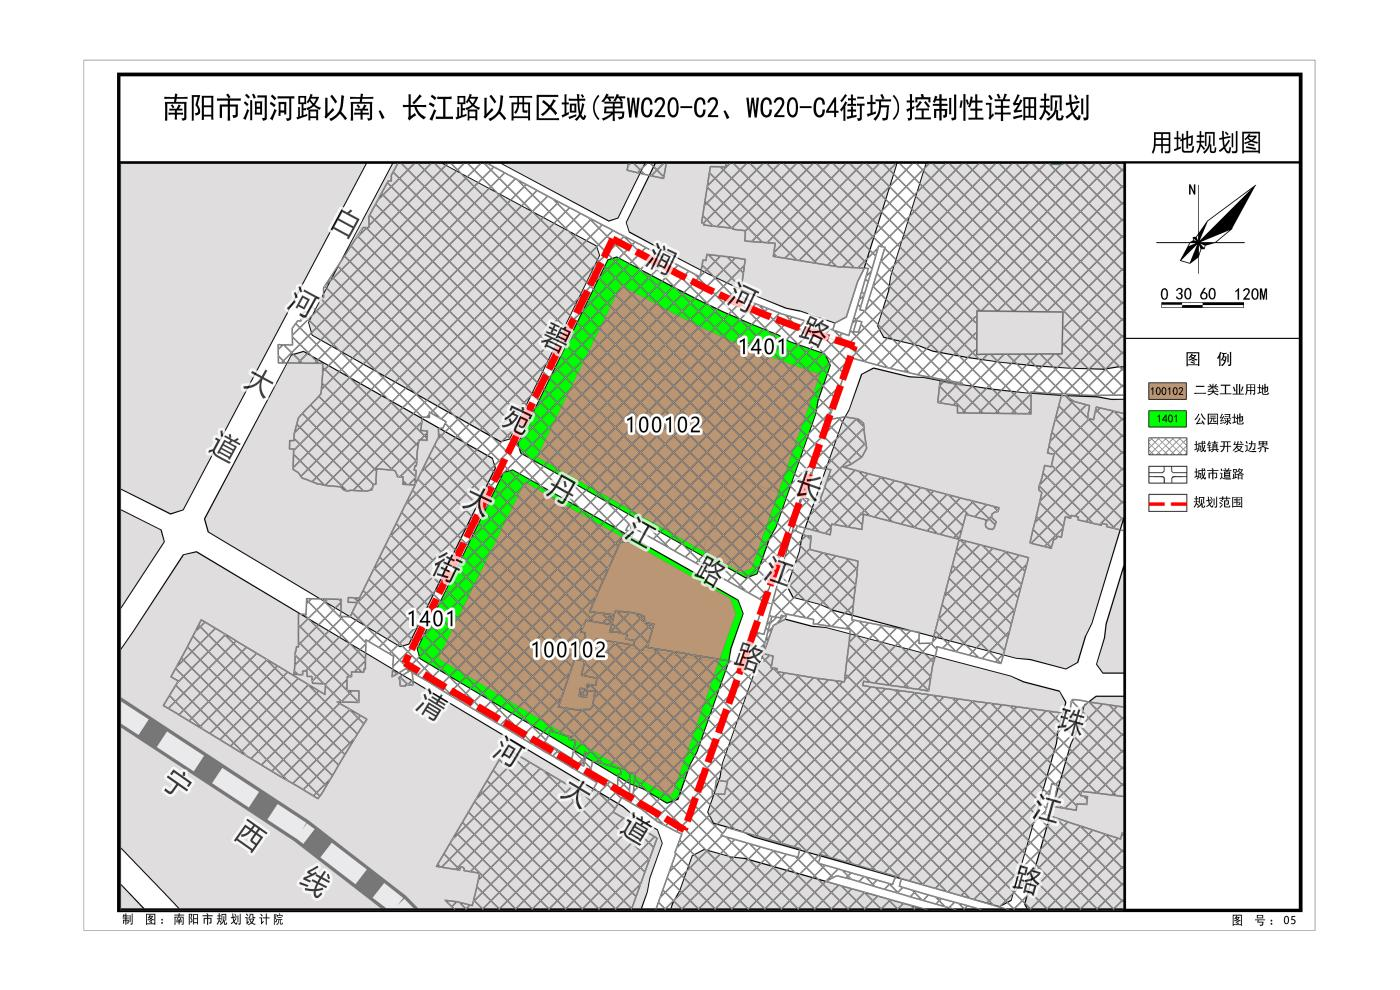 南阳市涧河路以南、长江路以西区域(第WC20-C2、WC20-C4街坊)控制性详细规划
用地规划图
N
0 30 60 120M
图 例
100102 二类工业用地
1401 公园绿地
城镇开发边界
城市道路
规划范围
白河大道
涧河路
碧宛大街
丹江路
长江路
清河大道
珠江路
宁西线
1401
100102
1401
100102
制 图：南阳市规划设计院
图 号：05